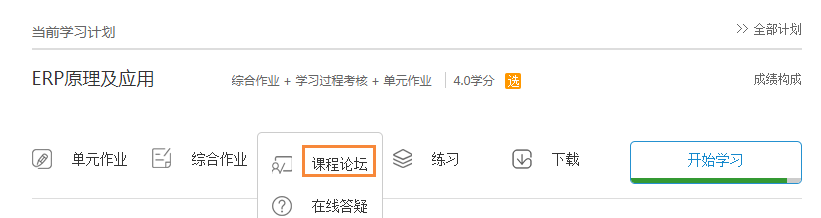 当前学习计划 >> 全部计划
ERP原理及应用 综合作业 + 学习过程考核 + 单元作业 4.0学分 选 成绩构成
单元作业 综合作业 课程论坛 练习 下载 开始学习
在线答疑